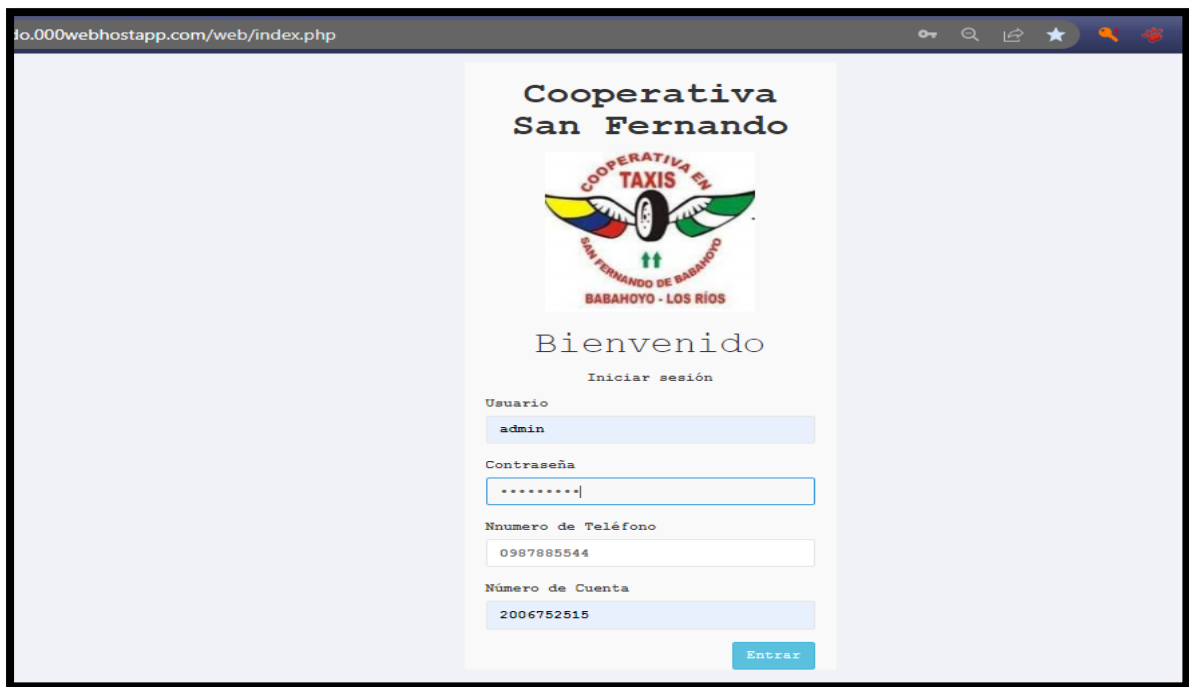 do.000webhostapp.com/web/index.php
Cooperativa
San Fernando
COOPERATIVA EN
TAXIS
SAN FERNANDO DE BABAHOYO
BABAHOYO - LOS RÍOS
Bienvenido
Iniciar sesión
Usuario
admin
Contraseña
•••••••••
Nnumero de Teléfono
0987885544
Número de Cuenta
2006752515
Entrar